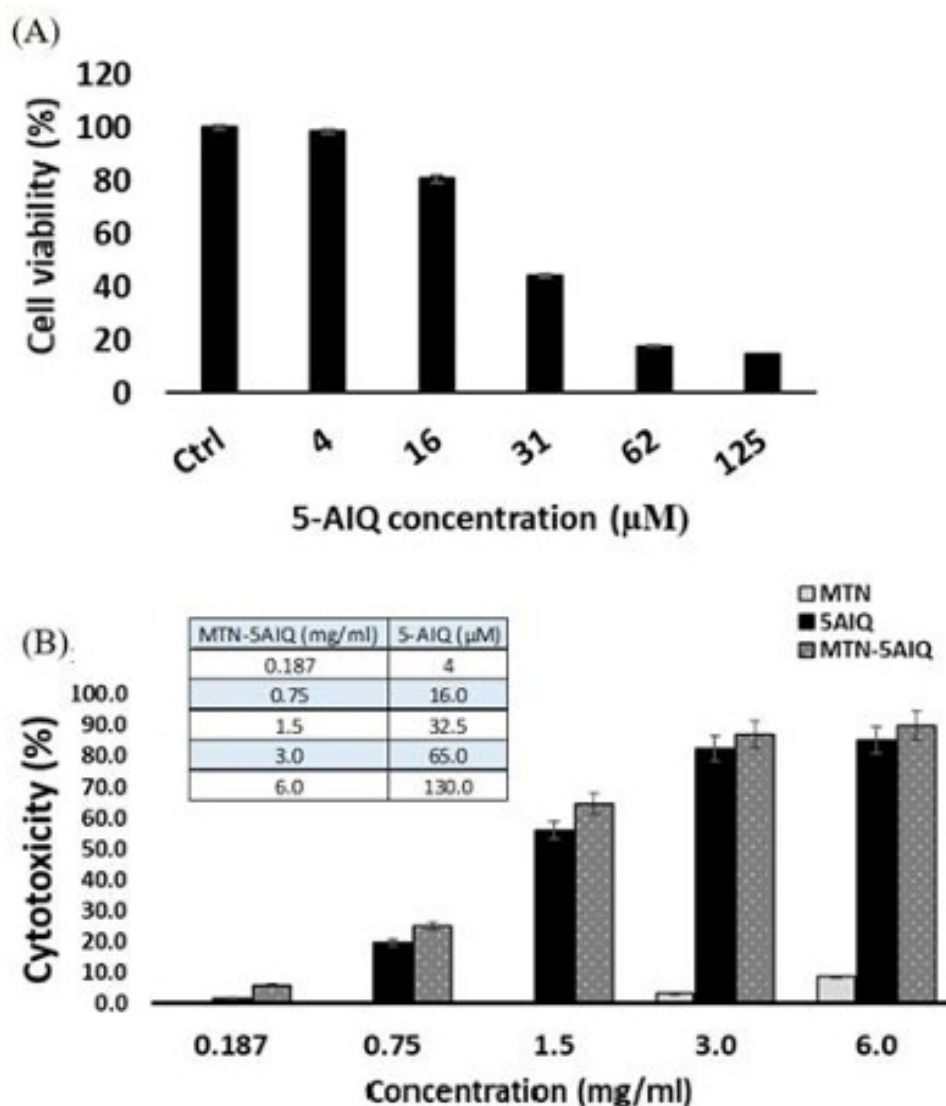 (A)
Cell viability (%)
120
100
80
60
40
20
0
Ctrl 4 16 31 62 125
5-AIQ concentration (μM)
(B)
MTN
5AIQ
MTN-5AIQ
MTN-5AIQ (mg/ml) 5-AIQ (μM)
0.187 4
0.75 16.0
1.5 32.5
3.0 65.0
6.0 130.0
Cytotoxicity (%)
100.0
90.0
80.0
70.0
60.0
50.0
40.0
30.0
20.0
10.0
0.0
0.187 0.75 1.5 3.0 6.0
Concentration (mg/ml)